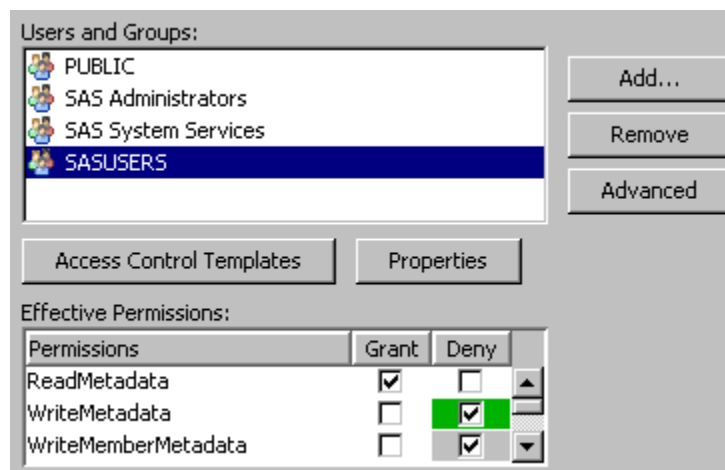 Users and Groups:
PUBLIC
SAS Administrators
SAS System Services
SASUSERS
Add...
Remove
Advanced
Access Control Templates Properties
Effective Permissions:
Permissions Grant Deny
ReadMetadata
WriteMetadata
WriteMemberMetadata